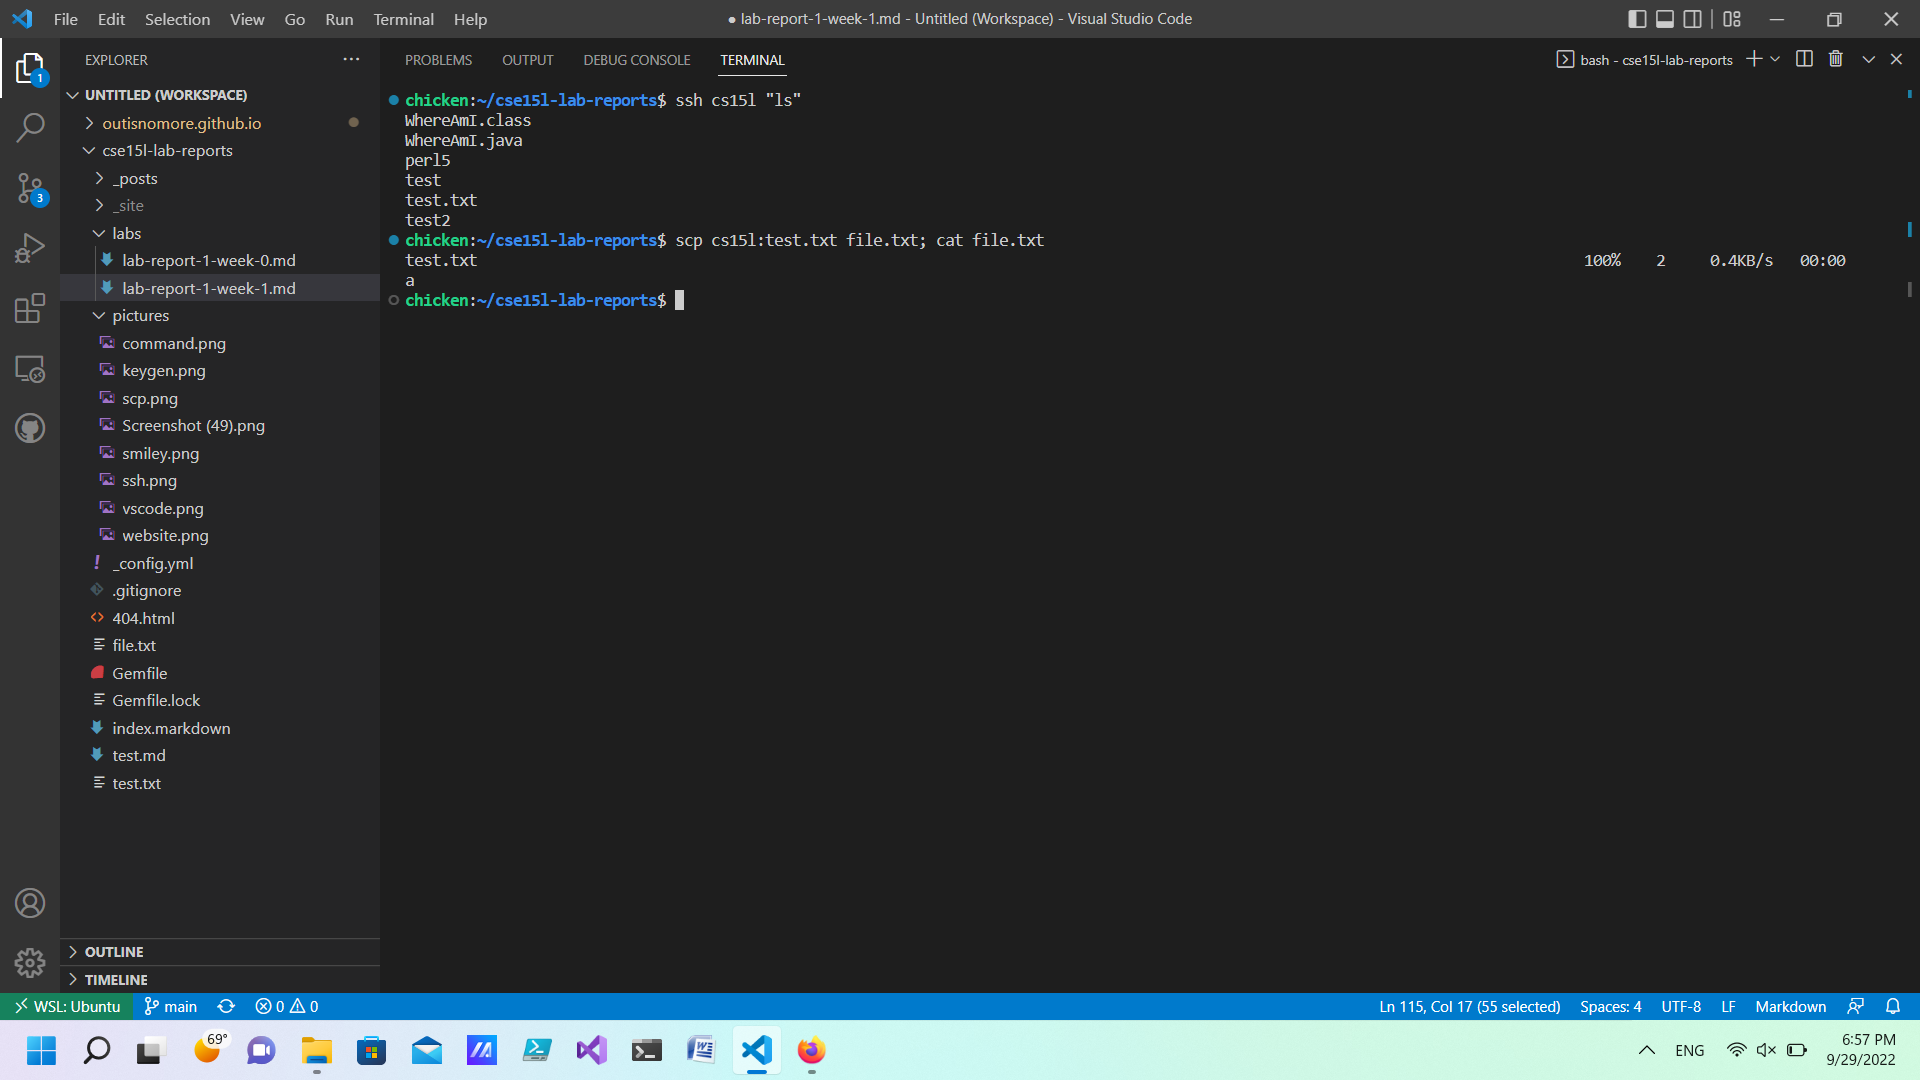 File Edit Selection View Go Run Terminal Help
● lab-report-1-week-1.md - Untitled (Workspace) - Visual Studio Code
EXPLORER
1
UNTITLED (WORKSPACE)
outisnomore.github.io
cse15l-lab-reports
_posts
3
_site
labs
lab-report-1-week-0.md
lab-report-1-week-1.md
pictures
command.png
keygen.png
scp.png
Screenshot (49).png
smiley.png
ssh.png
vscode.png
website.png
! _config.yml
.gitignore
404.html
file.txt
Gemfile
Gemfile.lock
index.markdown
test.md
test.txt
OUTLINE
TIMELINE
PROBLEMS OUTPUT DEBUG CONSOLE TERMINAL
bash - cse15l-lab-reports
chicken:~/cse15l-lab-reports$ ssh cs15l "ls"
WhereAmI.class
WhereAmI.java
perl5
test
test.txt
test2
chicken:~/cse15l-lab-reports$ scp cs15l:test.txt file.txt; cat file.txt
test.txt 100% 2 0.4KB/s 00:00
a
chicken:~/cse15l-lab-reports$
WSL: Ubuntu main 0 0
Ln 115, Col 17 (55 selected) Spaces: 4 UTF-8 LF Markdown
69°
ENG
6:57 PM
9/29/2022